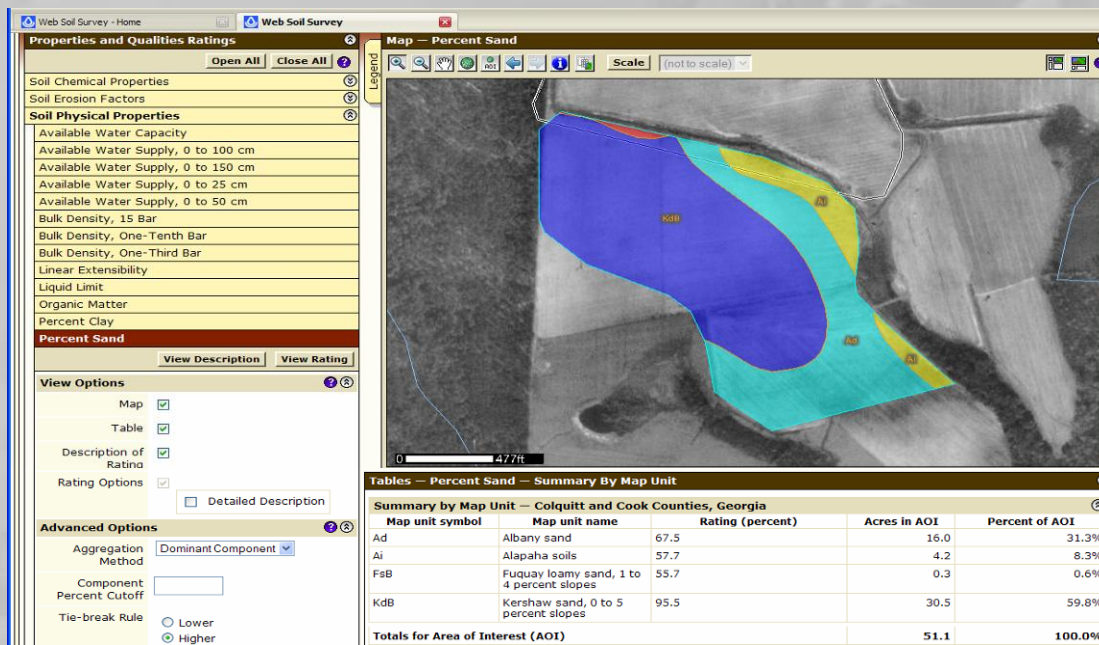 Web Soil Survey - Home
Web Soil Survey
Properties and Qualities Ratings
Open All Close All ?
Soil Chemical Properties
Soil Erosion Factors
Soil Physical Properties
Available Water Capacity
Available Water Supply, 0 to 100 cm
Available Water Supply, 0 to 150 cm
Available Water Supply, 0 to 25 cm
Available Water Supply, 0 to 50 cm
Bulk Density, 15 Bar
Bulk Density, One-Tenth Bar
Bulk Density, One-Third Bar
Linear Extensibility
Liquid Limit
Organic Matter
Percent Clay
Percent Sand
View Description View Rating
View Options ?
Map
Table
Description of
Rating
Rating Options
Detailed Description
Advanced Options ?
Aggregation
Method
Dominant Component
Component
Percent Cutoff
Tie-break Rule
Lower
Higher
Legend
Map — Percent Sand
AOI i Scale (not to scale)
KdB
Ai
Ad
Ai
0 477ft
Tables — Percent Sand — Summary By Map Unit
Summary by Map Unit — Colquitt and Cook Counties, Georgia
Map unit symbol Map unit name Rating (percent) Acres in AOI Percent of AOI
Ad Albany sand 67.5 16.0 31.3%
Ai Alapaha soils 57.7 4.2 8.3%
FsB Fuquay loamy sand, 1 to 55.7 0.3 0.6%
4 percent slopes
KdB Kershaw sand, 0 to 5 95.5 30.5 59.8%
percent slopes
Totals for Area of Interest (AOI) 51.1 100.0%